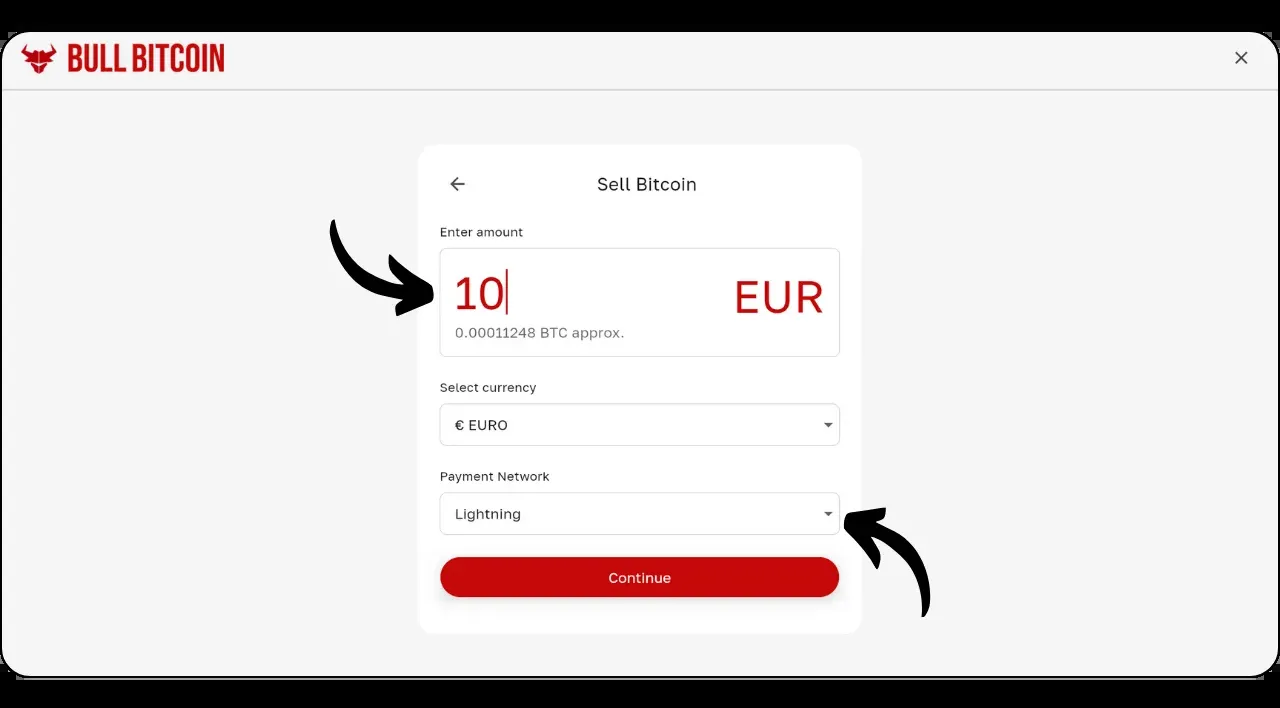 BULL BITCOIN
Sell Bitcoin
Enter amount
10 EUR
0.00011248 BTC approx.
Select currency
€ EURO
Payment Network
Lightning
Continue